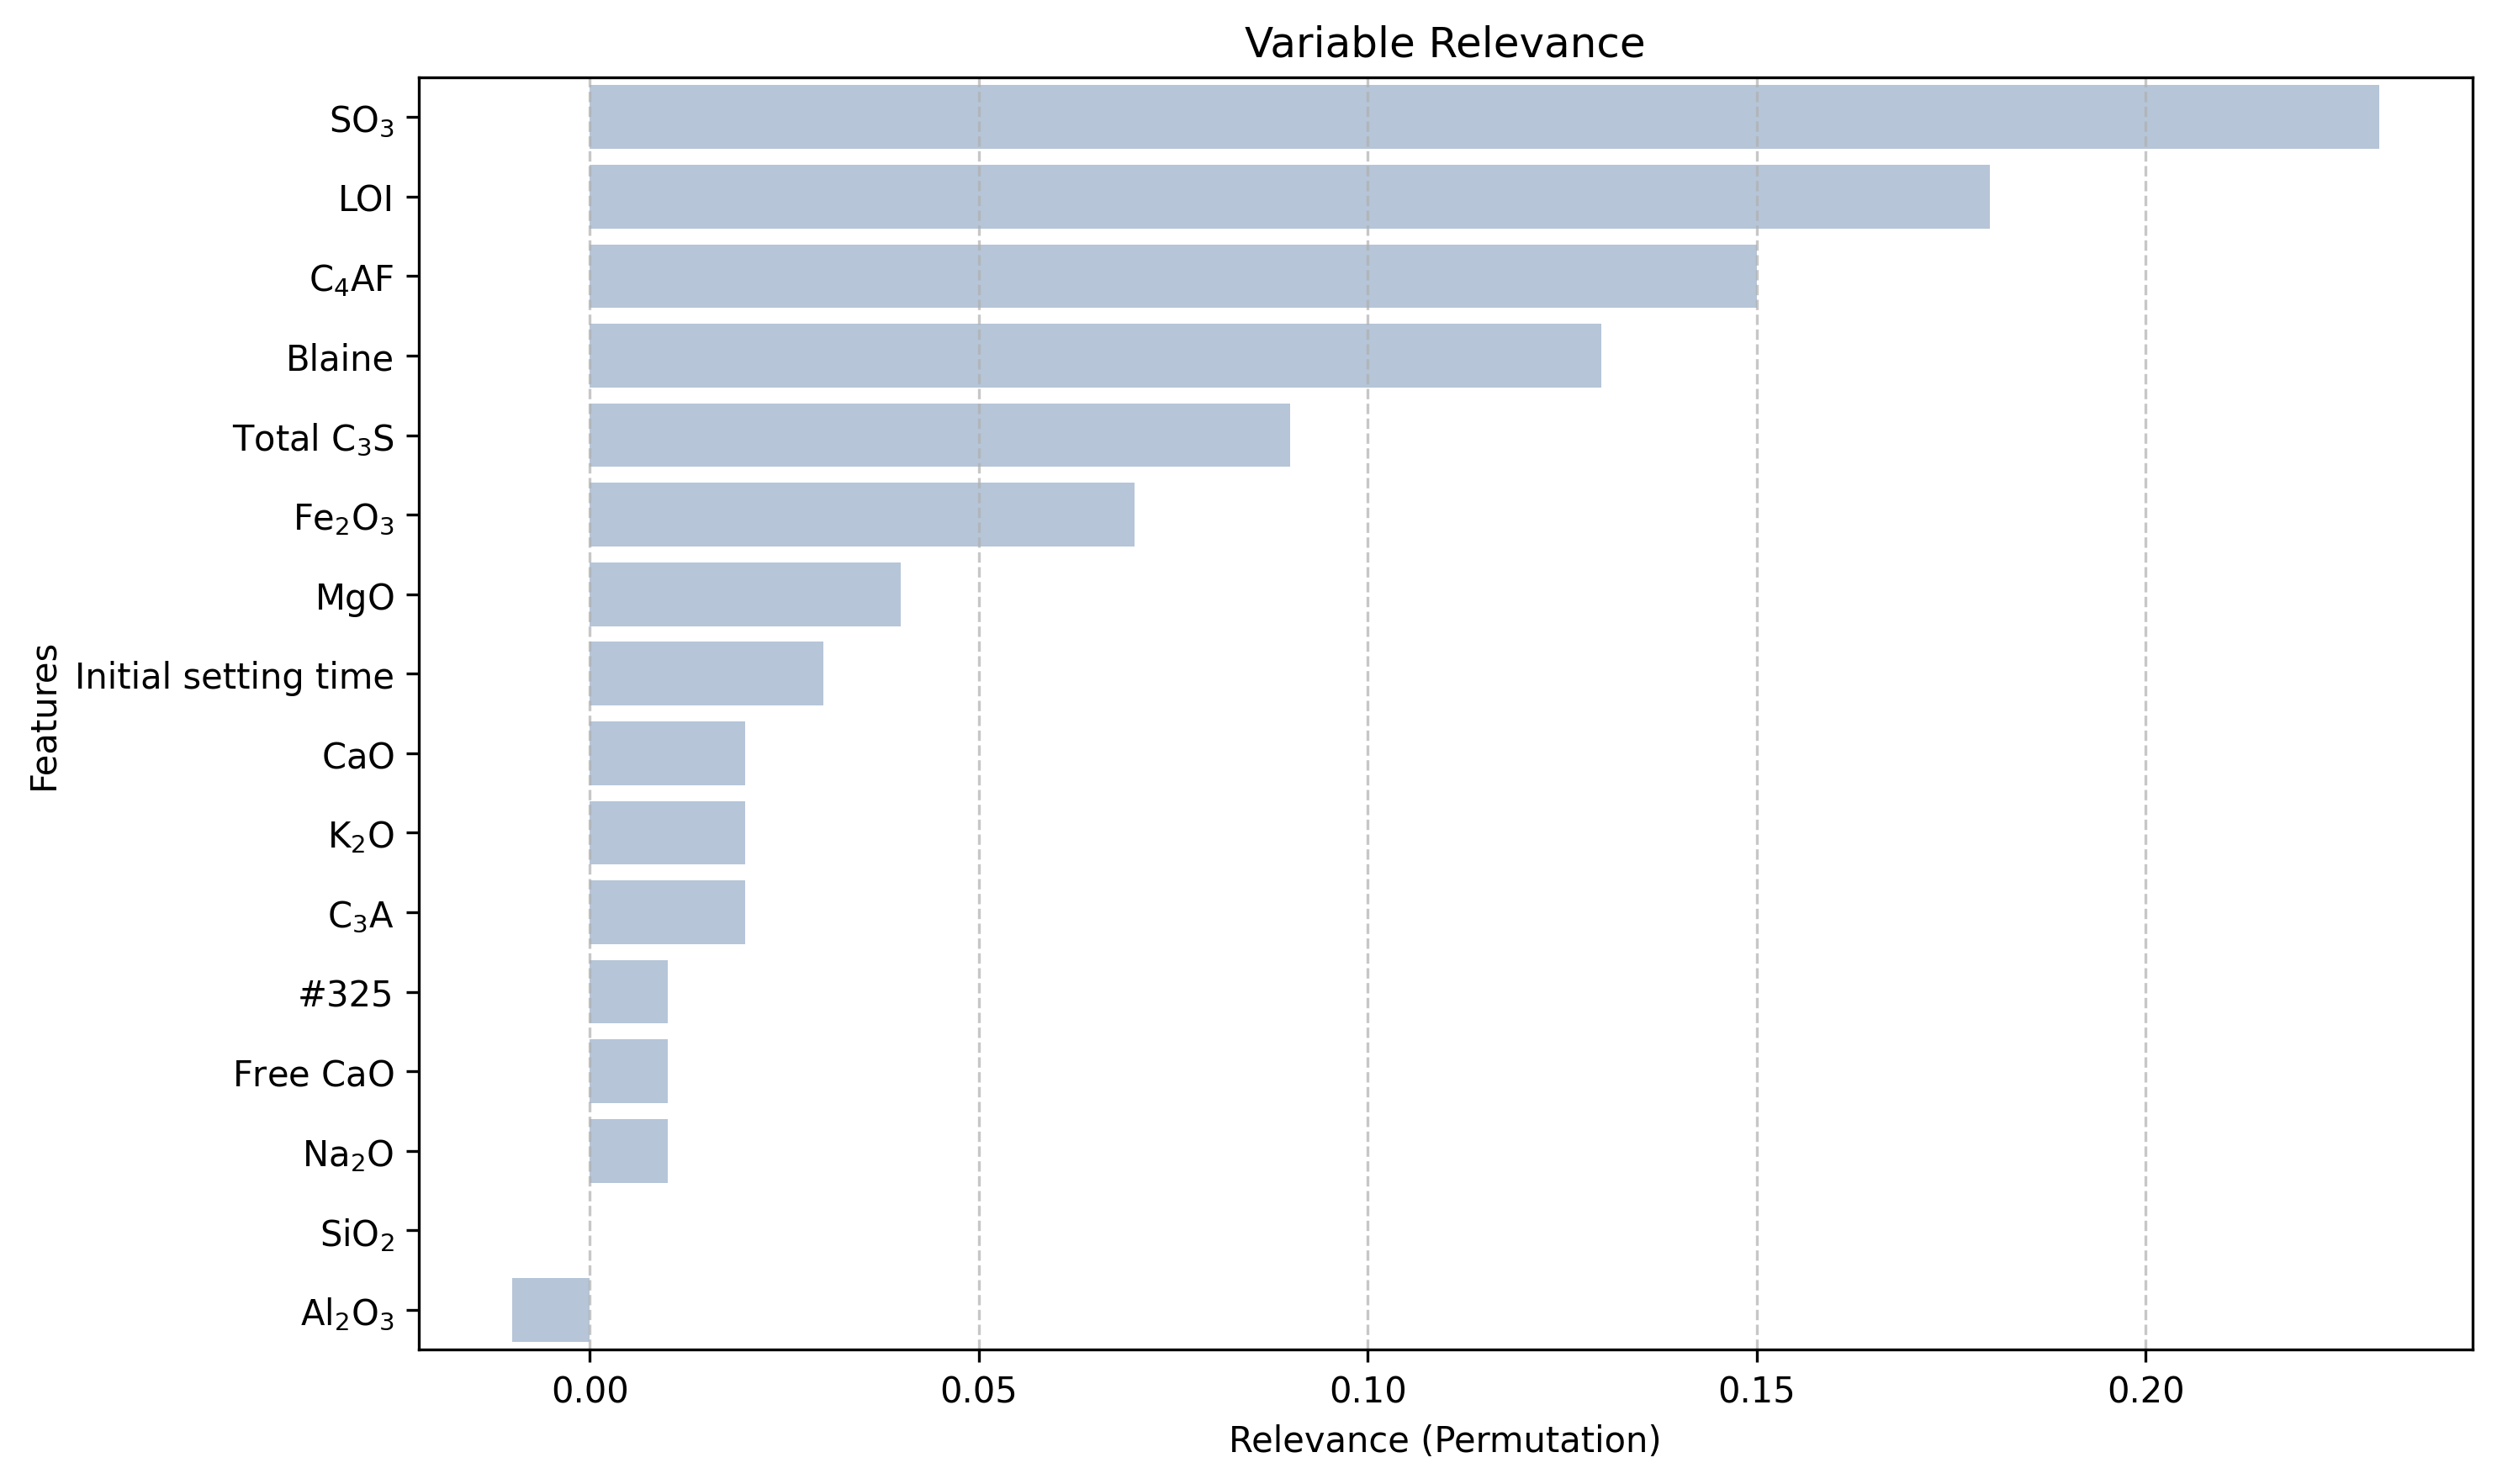 Variable Relevance
SO₃
LOI
C₄AF
Blaine
Total C₃S
Fe₂O₃
MgO
Initial setting time
CaO
K₂O
C₃A
#325
Free CaO
Na₂O
SiO₂
Al₂O₃
Features
0.00 0.05 0.10 0.15 0.20
Relevance (Permutation)